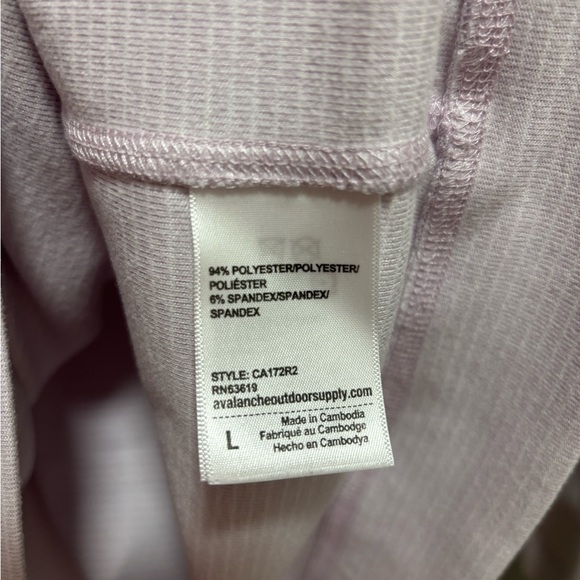 94% POLYESTER/POLYESTER/
POLIÉSTER
6% SPANDEX/SPANDEX/
SPANDEX
STYLE: CA172R2
RN63619
avalancheoutdoorsupply.com
L
Made in Cambodia
Fabriqué au Cambodge
Hecho en Cambodya